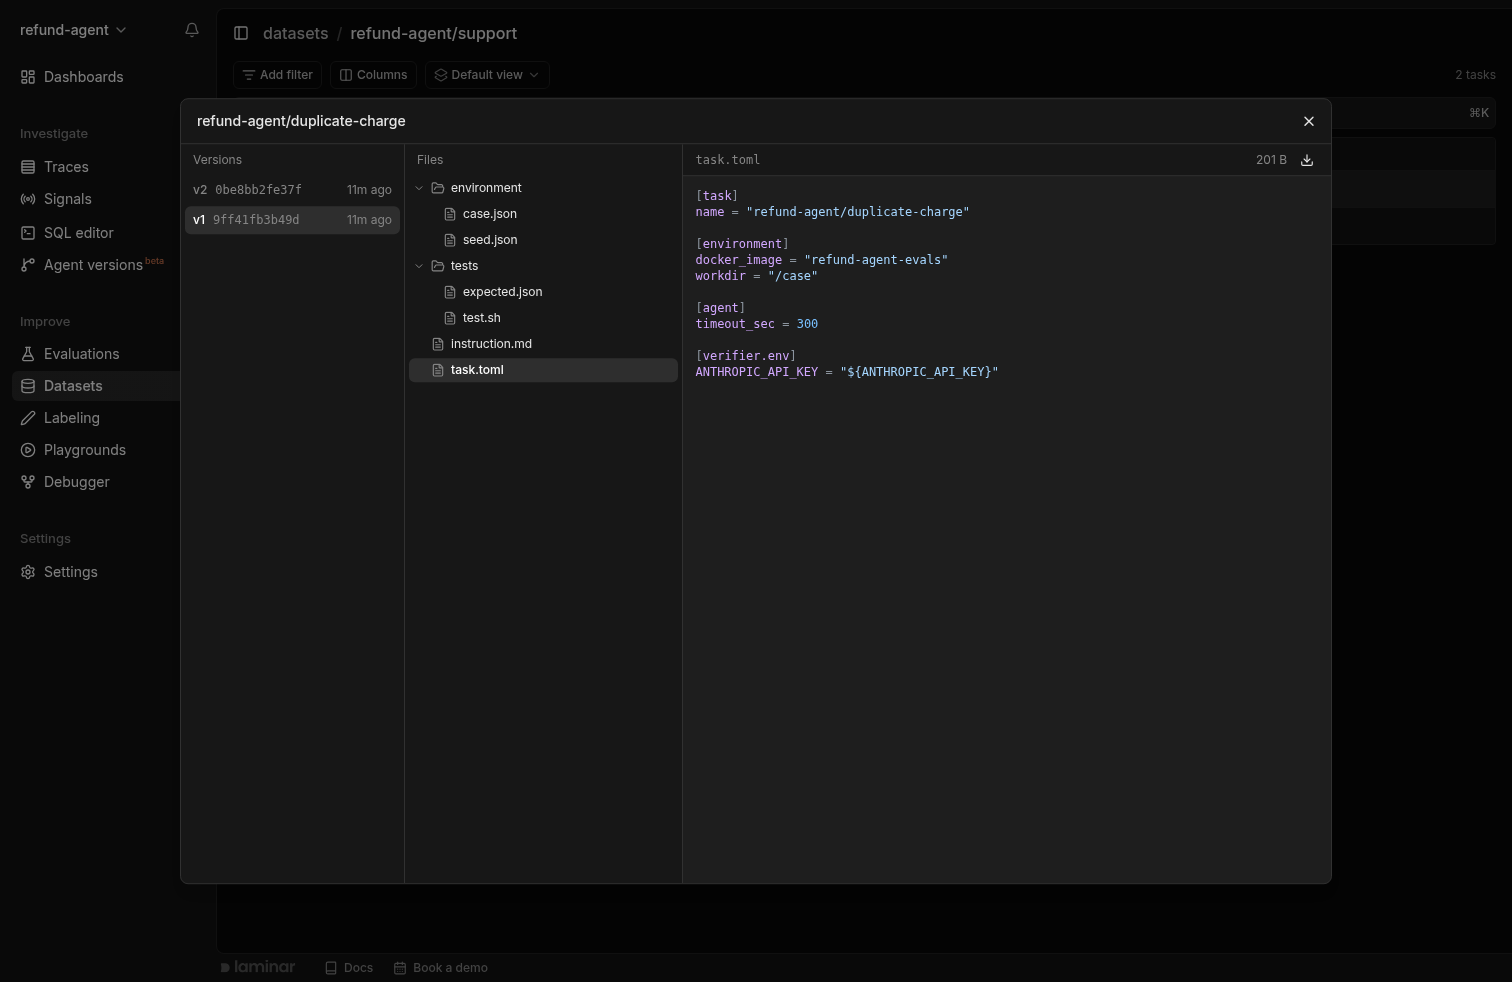 refund-agent
datasets / refund-agent/support
Dashboards
Add filter
Columns
Default view
2 tasks
Investigate
Traces
Signals
SQL editor
Agent versions beta
Improve
Evaluations
Datasets
Labeling
Playgrounds
Debugger
Settings
Settings
⌘K
refund-agent/duplicate-charge
Versions
v2 0be8bb2fe37f 11m ago
v1 9ff41fb3b49d 11m ago
Files
environment
case.json
seed.json
tests
expected.json
test.sh
instruction.md
task.toml
task.toml 201 B
[task]
name = "refund-agent/duplicate-charge"
[environment]
docker_image = "refund-agent-evals"
workdir = "/case"
[agent]
timeout_sec = 300
[verifier.env]
ANTHROPIC_API_KEY = "${ANTHROPIC_API_KEY}"
laminar
Docs
Book a demo